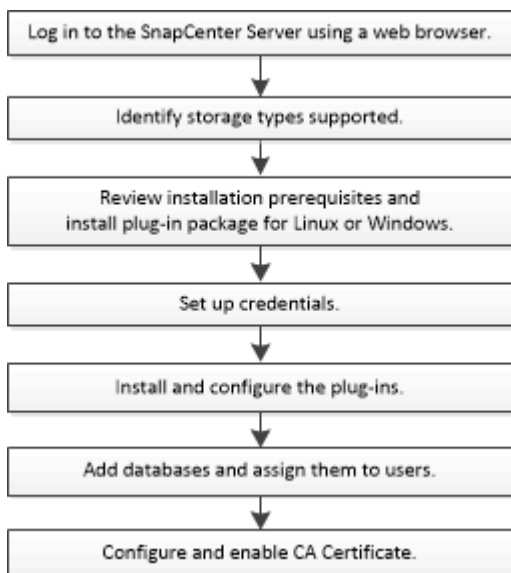 Log in to the SnapCenter Server using a web browser.
Identify storage types supported.
Review installation prerequisites and
install plug-in package for Linux or Windows.
Set up credentials.
Install and configure the plug-ins.
Add databases and assign them to users.
Configure and enable CA Certificate.